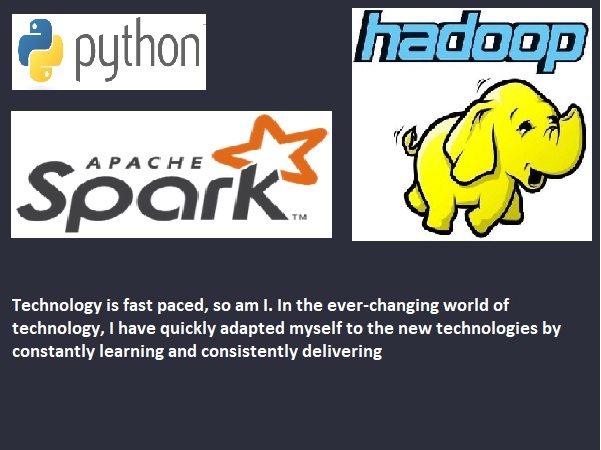 python
hadoop
APACHE
Spark™
Technology is fast paced, so am I. In the ever-changing world of
technology, I have quickly adapted myself to the new technologies by
constantly learning and consistently delivering